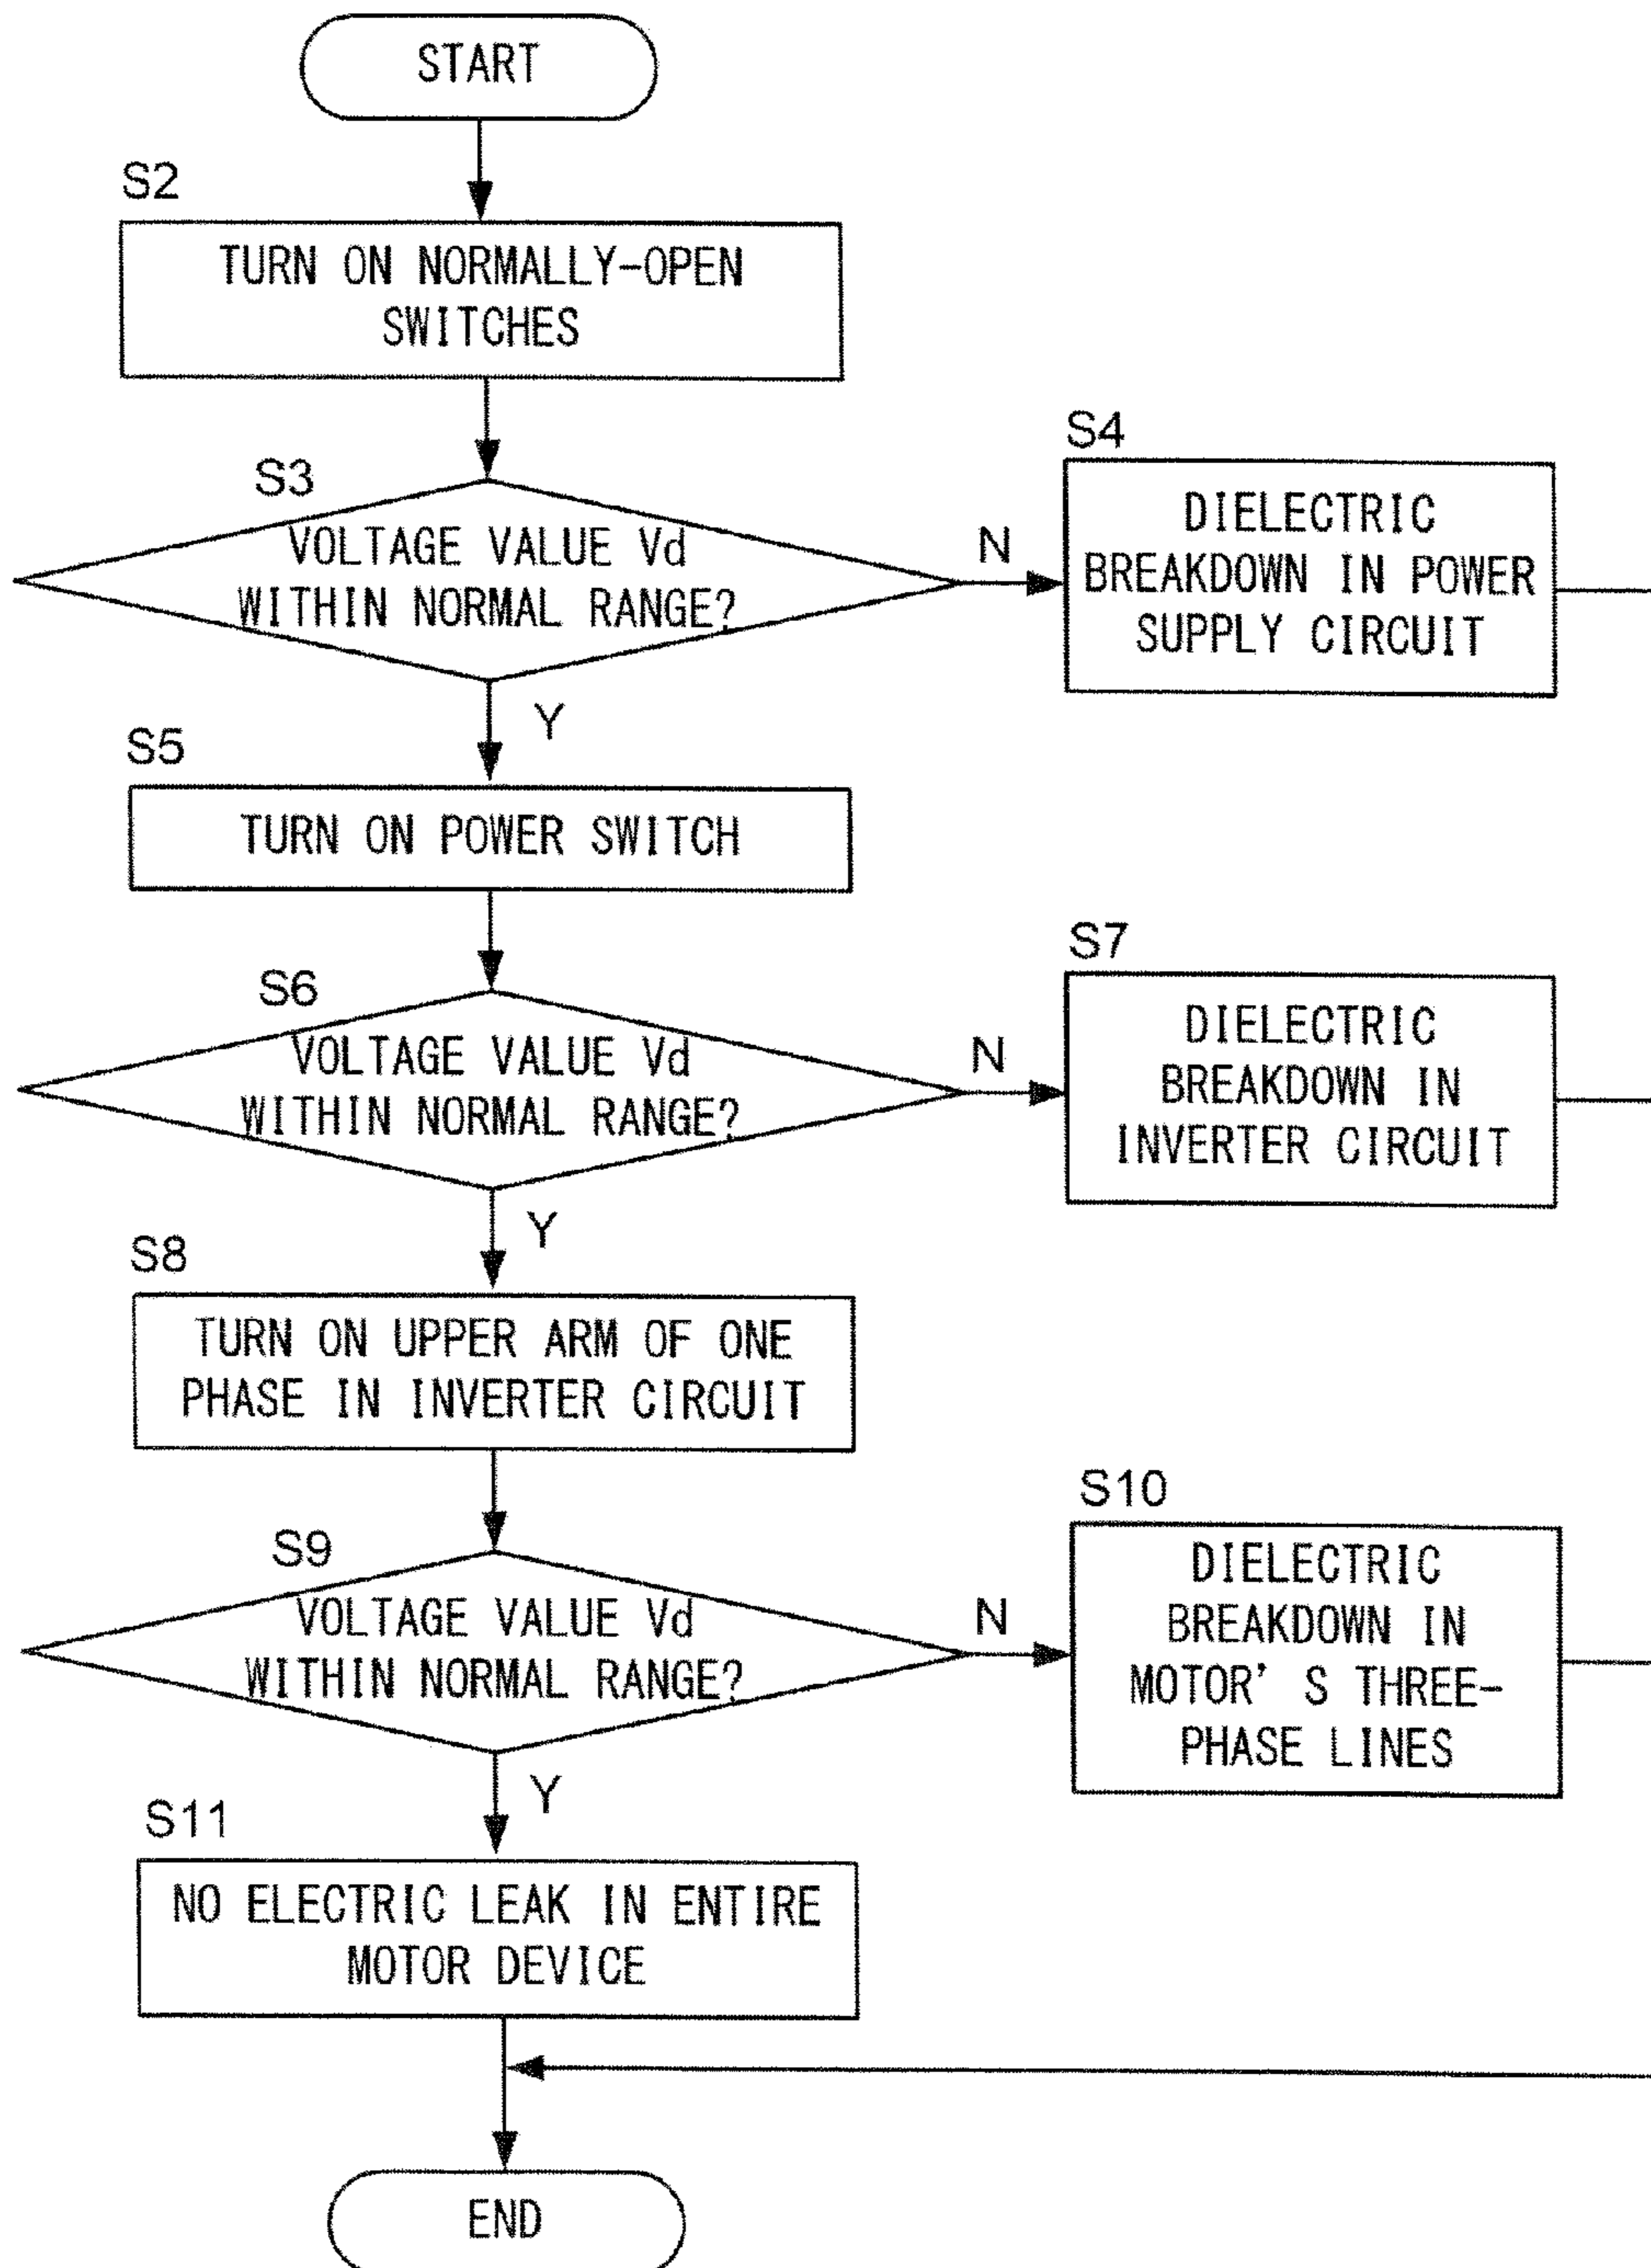 START
S2
TURN ON NORMALLY-OPEN
SWITCHES
S3
VOLTAGE VALUE Vd
WITHIN NORMAL RANGE?
N
S4
DIELECTRIC
BREAKDOWN IN POWER
SUPPLY CIRCUIT
Y
S5
TURN ON POWER SWITCH
S6
VOLTAGE VALUE Vd
WITHIN NORMAL RANGE?
N
S7
DIELECTRIC
BREAKDOWN IN
INVERTER CIRCUIT
Y
S8
TURN ON UPPER ARM OF ONE
PHASE IN INVERTER CIRCUIT
S9
VOLTAGE VALUE Vd
WITHIN NORMAL RANGE?
N
S10
DIELECTRIC
BREAKDOWN IN
MOTOR' S THREE-
PHASE LINES
Y
S11
NO ELECTRIC LEAK IN ENTIRE
MOTOR DEVICE
END